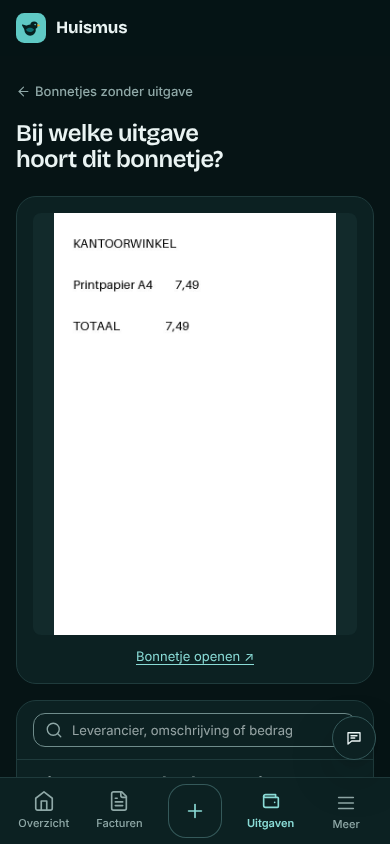 Huismus
← Bonnetjes zonder uitgave
Bij welke uitgave
hoort dit bonnetje?
KANTOORWINKEL
Printpapier A4 7,49
TOTAAL 7,49
Bonnetje openen ↗
Leverancier, omschrijving of bedrag
Overzicht Facturen + Uitgaven Meer